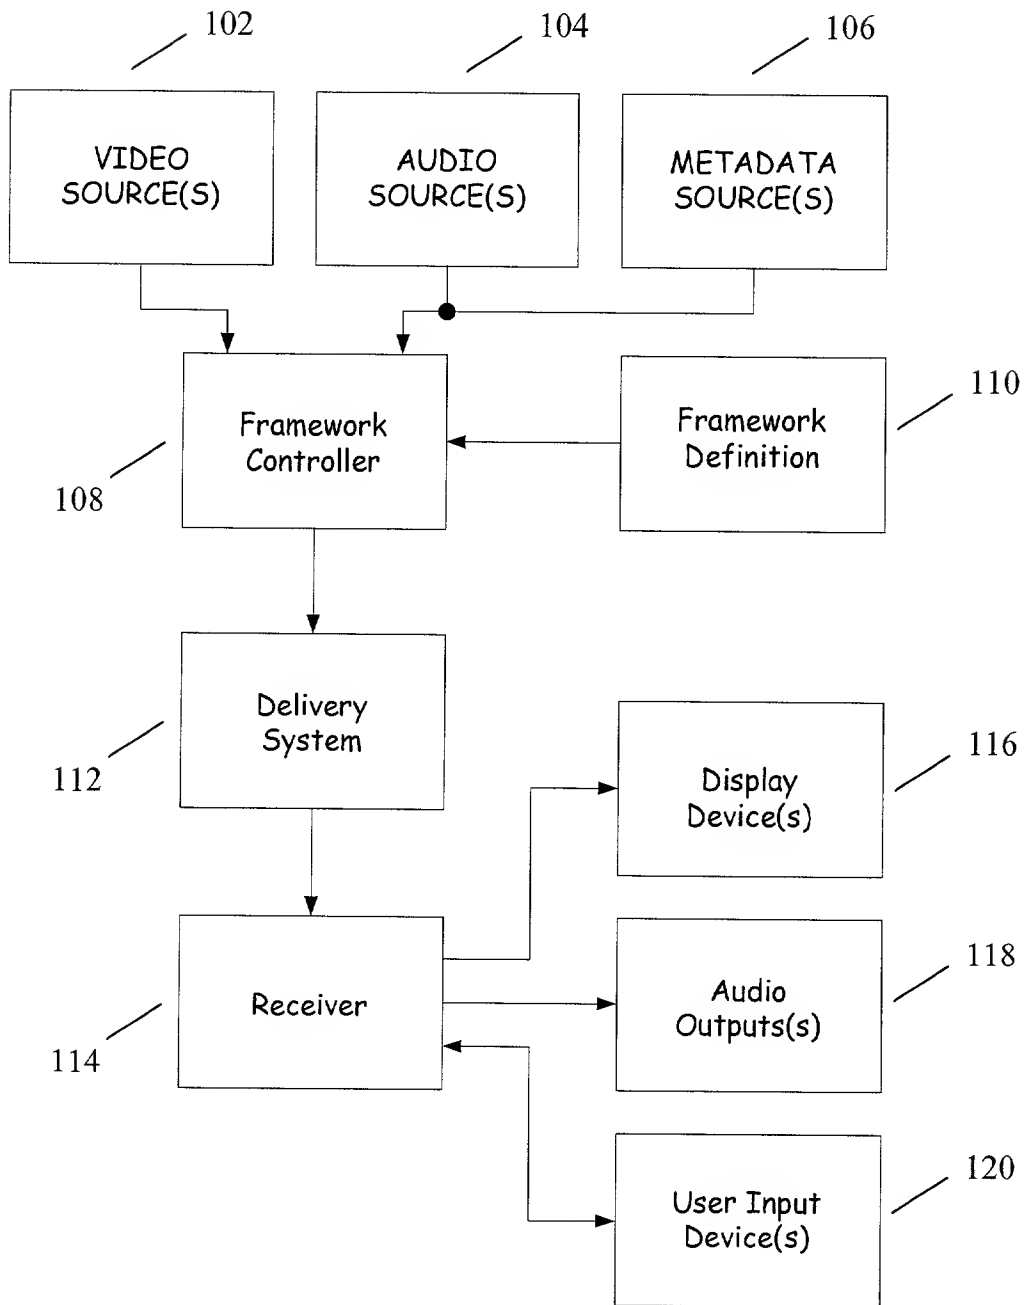 102
104
106
VIDEO
SOURCE(S)
AUDIO
SOURCE(S)
METADATA
SOURCE(S)
Framework
Controller
108
Framework
Definition
110
Delivery
System
112
Display
Device(s)
116
Receiver
114
Audio
Outputs(s)
118
User Input
Device(s)
120